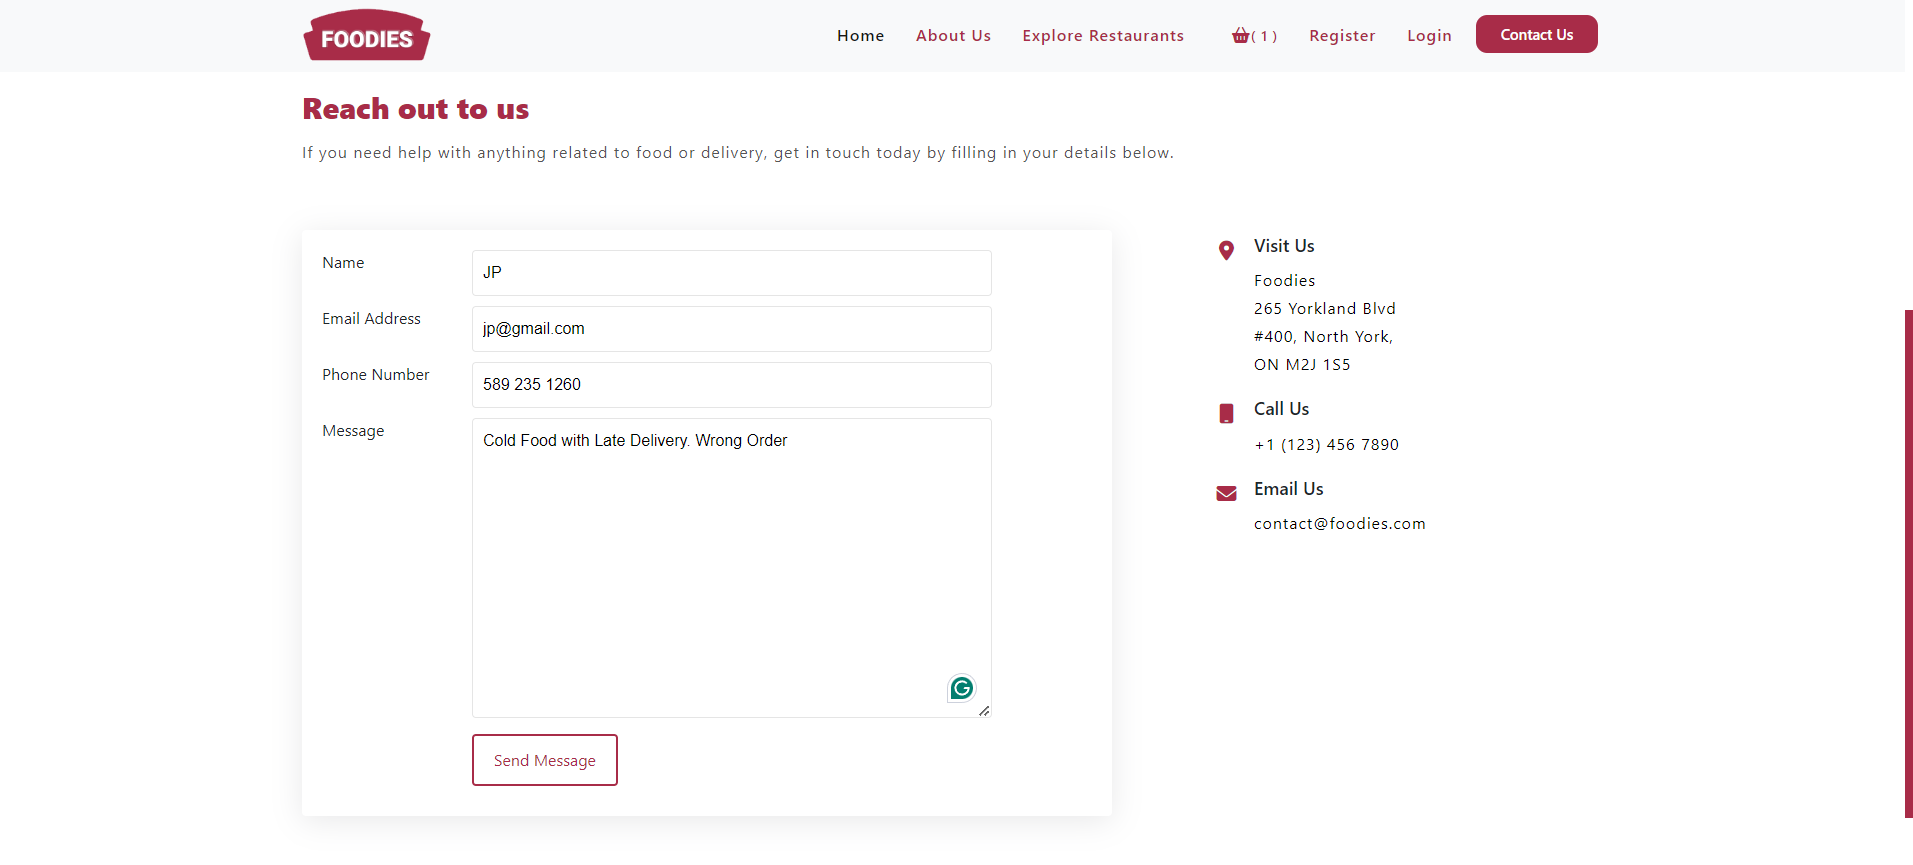 FOODIES
Home About Us Explore Restaurants ( 1 ) Register Login Contact Us
Reach out to us
If you need help with anything related to food or delivery, get in touch today by filling in your details below.
Name
JP
Email Address
jp@gmail.com
Phone Number
589 235 1260
Message
Cold Food with Late Delivery. Wrong Order
Send Message
Visit Us
Foodies
265 Yorkland Blvd
#400, North York,
ON M2J 1S5
Call Us
+1 (123) 456 7890
Email Us
contact@foodies.com